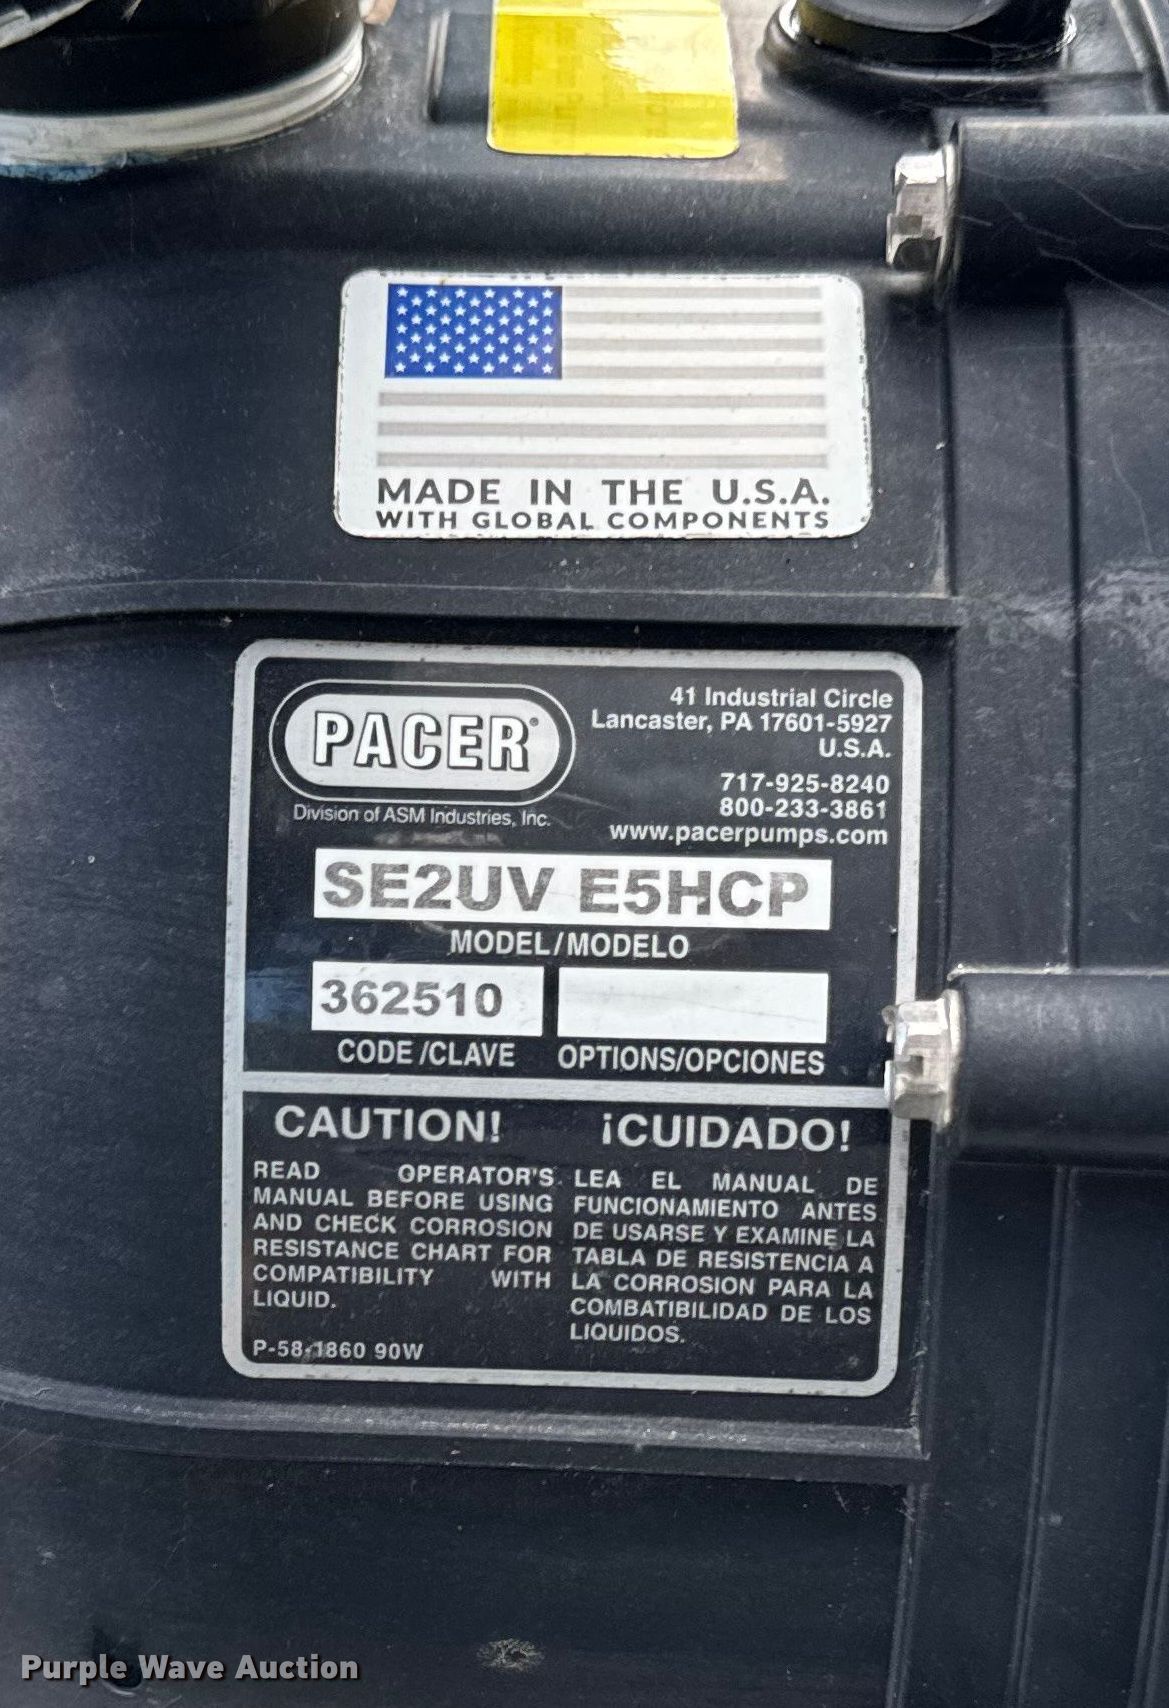 MADE IN THE U.S.A.
WITH GLOBAL COMPONENTS
PACER®
Division of ASM Industries, Inc.
41 Industrial Circle
Lancaster, PA 17601-5927
U.S.A.
717-925-8240
800-233-3861
www.pacerpumps.com
SE2UV E5HCP
MODEL/MODELO
362510
CODE /CLAVE
OPTIONS/OPCIONES
CAUTION!
READ OPERATOR'S
MANUAL BEFORE USING
AND CHECK CORROSION
RESISTANCE CHART FOR
COMPATIBILITY WITH
LIQUID.
P-58-1860 90W
¡CUIDADO!
LEA EL MANUAL DE
FUNCIONAMIENTO ANTES
DE USARSE Y EXAMINE LA
TABLA DE RESISTENCIA A
LA CORROSION PARA LA
COMBATIBILIDAD DE LOS
LIQUIDOS.
Purple Wave Auction